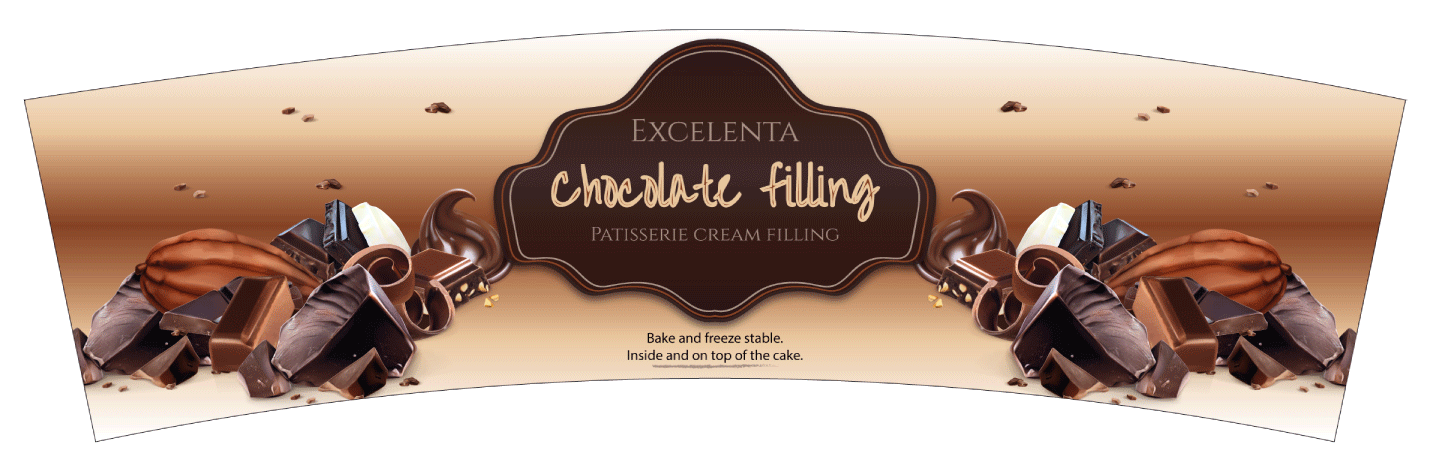 Excelenta
Chocolate filling
Patisserie cream filling
Bake and freeze stable.
Inside and on top of the cake.